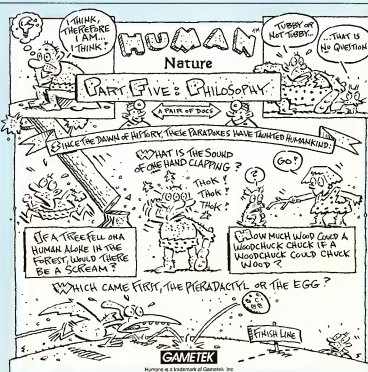 I THINK,
THEREFORE
I AM...
I THINK!
HUMAN™
Nature
TUBBY OR
NOT TUBBY...
...THAT IS
NO QUESTION
PART FIVE: PHILOSOPHY
A PAIR OF DOCS
SINCE THE DAWN OF HISTORY, THESE PARADOXES HAVE TAUNTED HUMANKIND:
WHAT IS THE SOUND
OF ONE HAND CLAPPING?
THOK!
THOK!
THOK!
?
GO!
IF A TREE FELL ON A
HUMAN ALONE IN THE
FOREST, WOULD THERE
BE A SCREAM?
HOW MUCH WOOD COULD A
WOODCHUCK CHUCK IF A
WOODCHUCK COULD CHUCK
WOOD?
WHICH CAME FIRST, THE PTERADACTYL OR THE EGG?
FINISH LINE
GAMETEK
Humans is a trademark of Gametek, Inc